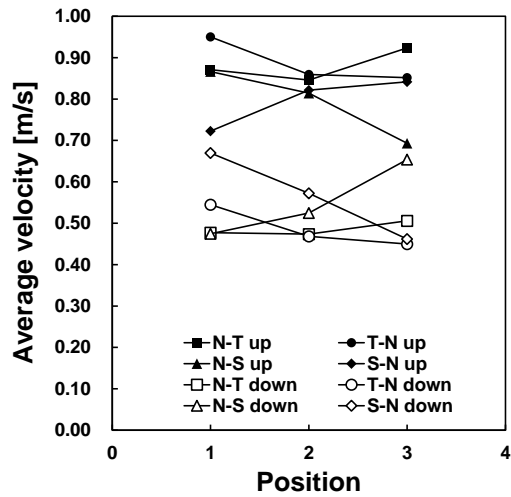 1.00
0.90
0.80
0.70
0.60
0.50
0.40
0.30
0.20
0.10
0.00
Average velocity [m/s]
N-T up T-N up
N-S up S-N up
N-T down T-N down
N-S down S-N down
0 1 2 3 4
Position